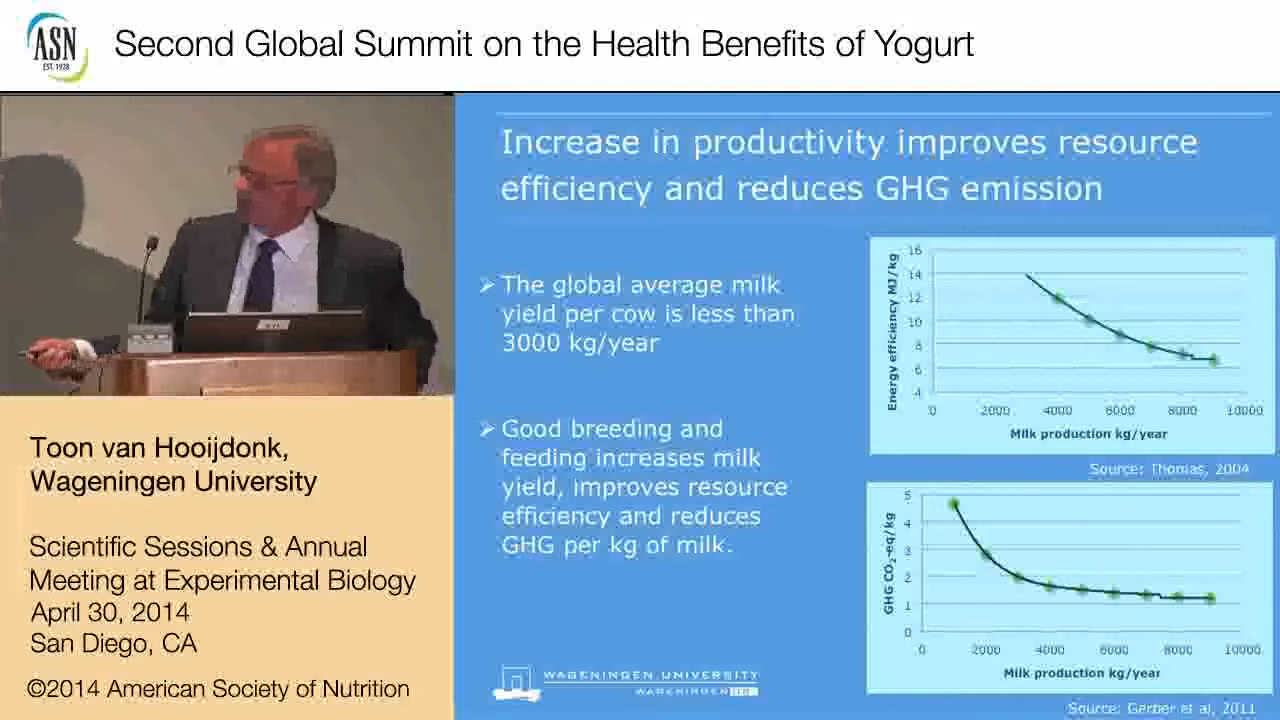 ASN
EST. 1928
Second Global Summit on the Health Benefits of Yogurt
Increase in productivity improves resource
efficiency and reduces GHG emission
➢ The global average milk
yield per cow is less than
3000 kg/year
➢ Good breeding and
feeding increases milk
yield, improves resource
efficiency and reduces
GHG per kg of milk.
Energy efficiency MJ/kg
16
14
12
10
8
6
4
0 2000 4000 6000 8000 10000
Milk production kg/year
Source: Thomas, 2004
GHG CO2-eq/kg
5
4
3
2
1
0
0 2000 4000 6000 8000 10000
Milk production kg/year
Source: Gerber et al, 2011
WAGENINGEN UNIVERSITY
WAGENINGEN UR
Toon van Hooijdonk,
Wageningen University
Scientific Sessions & Annual
Meeting at Experimental Biology
April 30, 2014
San Diego, CA
©2014 American Society of Nutrition